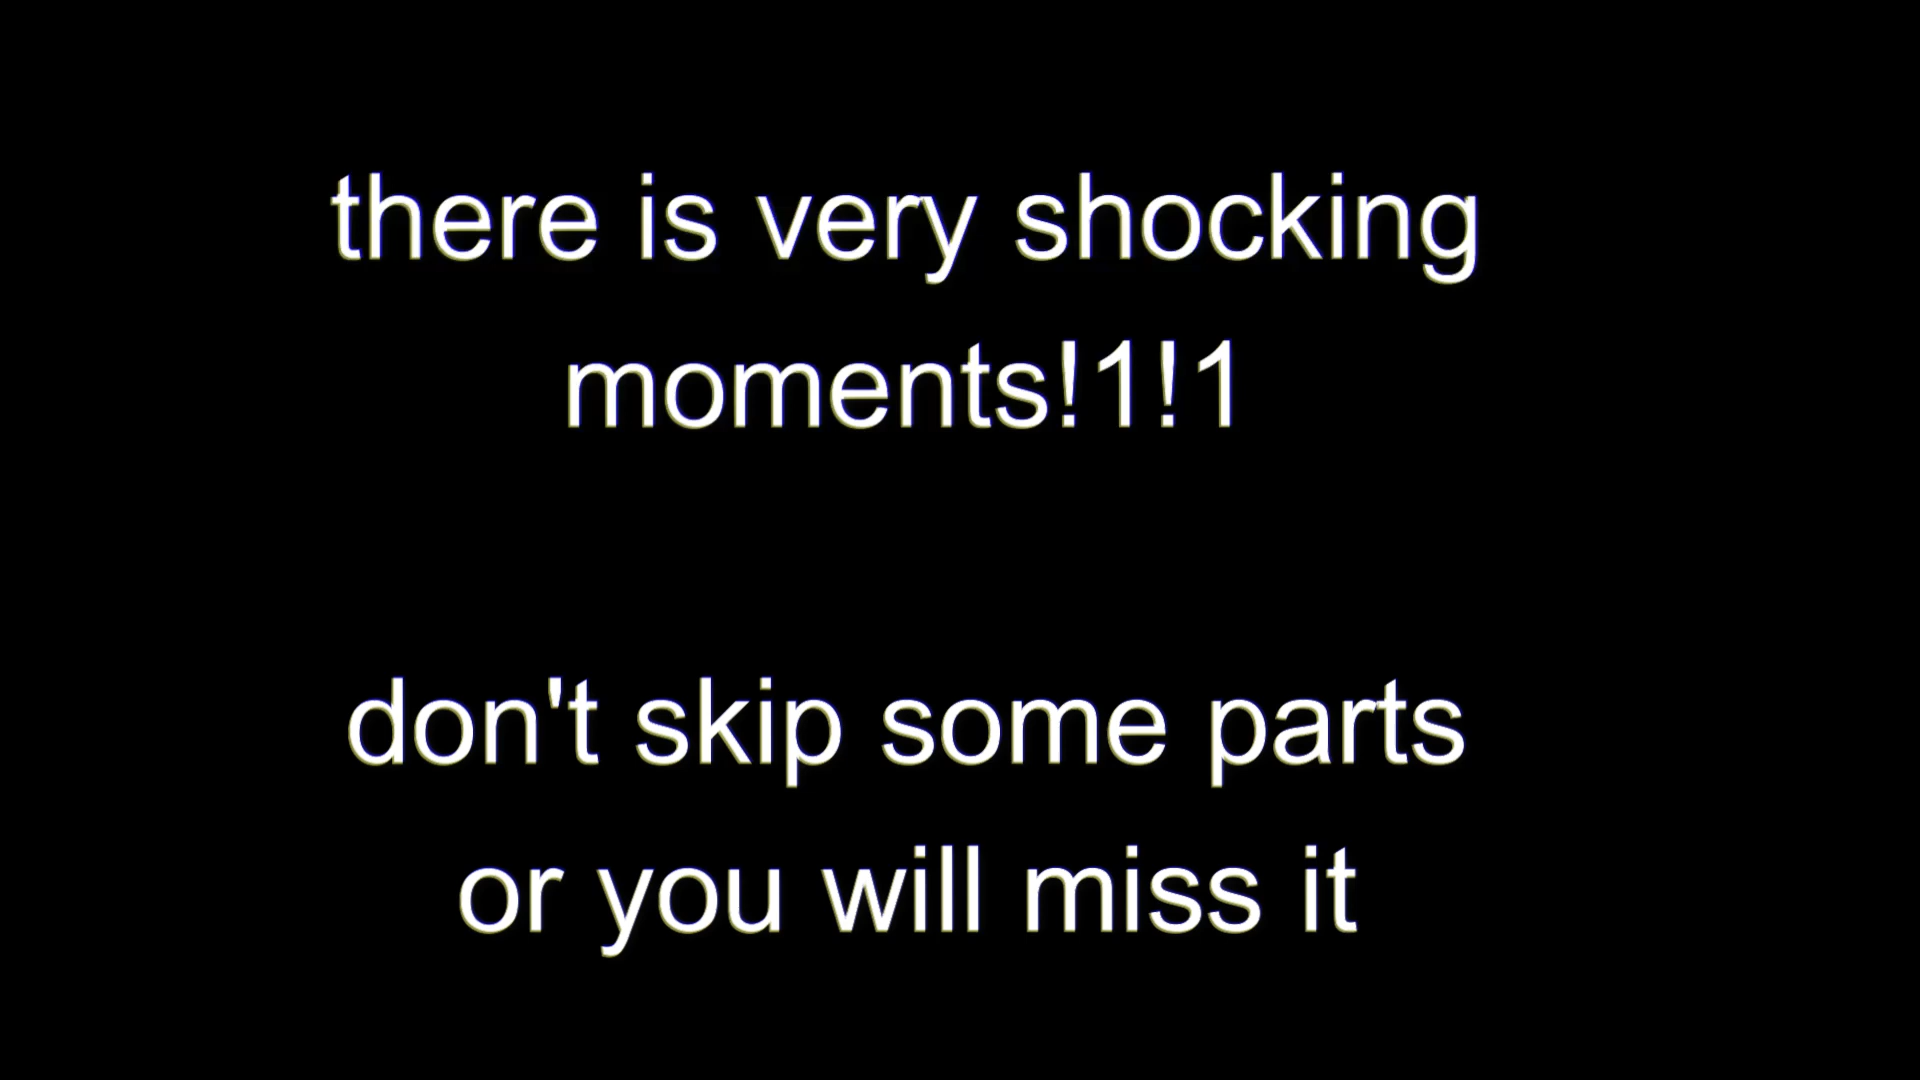 there is very shocking
moments!1!1
don't skip some parts
or you will miss it